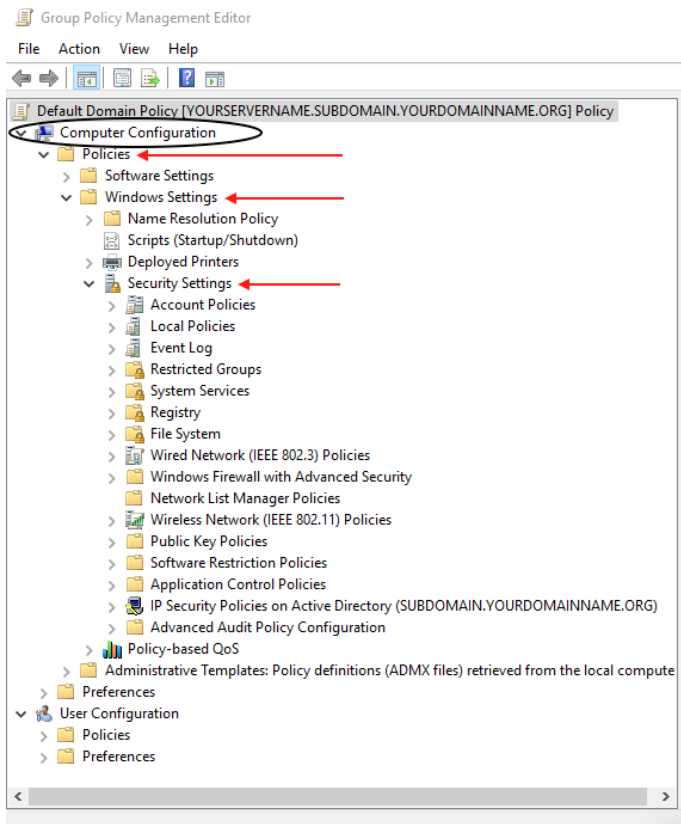 Group Policy Management Editor
File Action View Help
Default Domain Policy [YOURSERVERNAME.SUBDOMAIN.YOURDOMAINNAME.ORG] Policy
Computer Configuration
Policies
Software Settings
Windows Settings
Name Resolution Policy
Scripts (Startup/Shutdown)
Deployed Printers
Security Settings
Account Policies
Local Policies
Event Log
Restricted Groups
System Services
Registry
File System
Wired Network (IEEE 802.3) Policies
Windows Firewall with Advanced Security
Network List Manager Policies
Wireless Network (IEEE 802.11) Policies
Public Key Policies
Software Restriction Policies
Application Control Policies
IP Security Policies on Active Directory (SUBDOMAIN.YOURDOMAINNAME.ORG)
Advanced Audit Policy Configuration
Policy-based QoS
Administrative Templates: Policy definitions (ADMX files) retrieved from the local compute
Preferences
User Configuration
Policies
Preferences